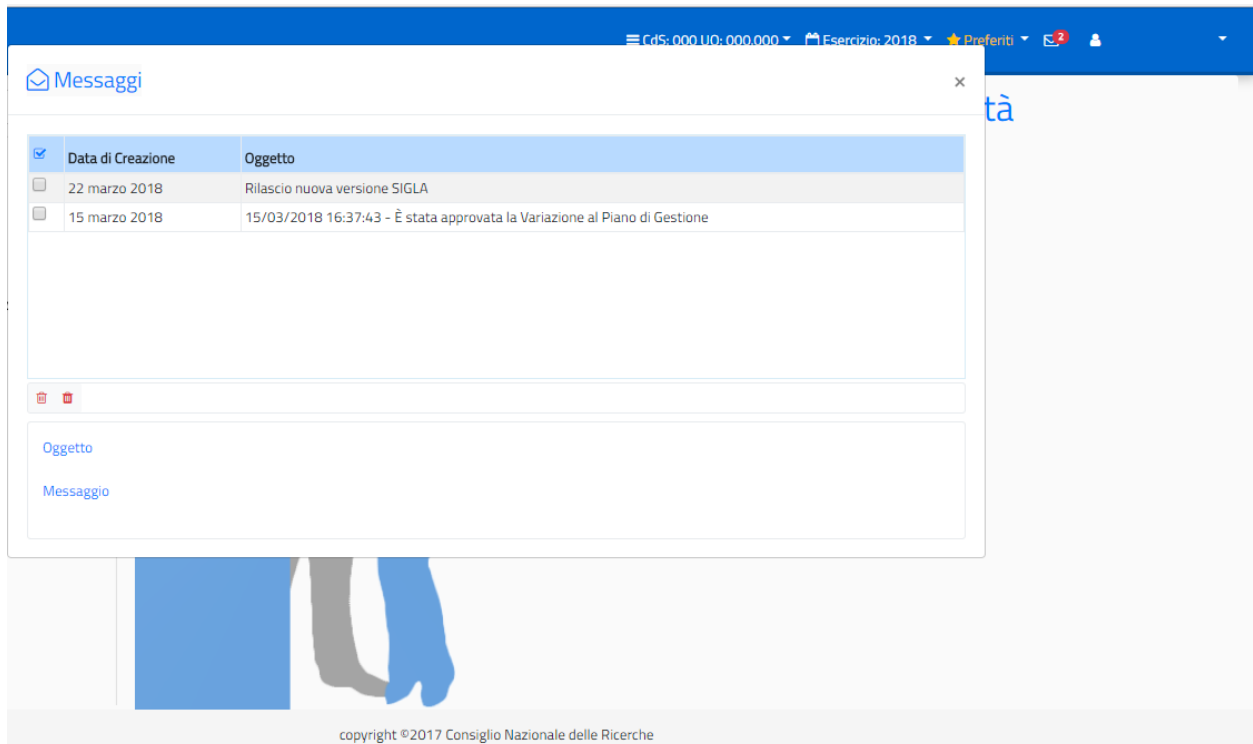 CdS: 000 UO: 000.000 Esercizio: 2018 Preferiti 2
Messaggi ×
tà
Data di Creazione Oggetto
22 marzo 2018 Rilascio nuova versione SIGLA
15 marzo 2018 15/03/2018 16:37:43 - È stata approvata la Variazione al Piano di Gestione
Oggetto
Messaggio
copyright ©2017 Consiglio Nazionale delle Ricerche